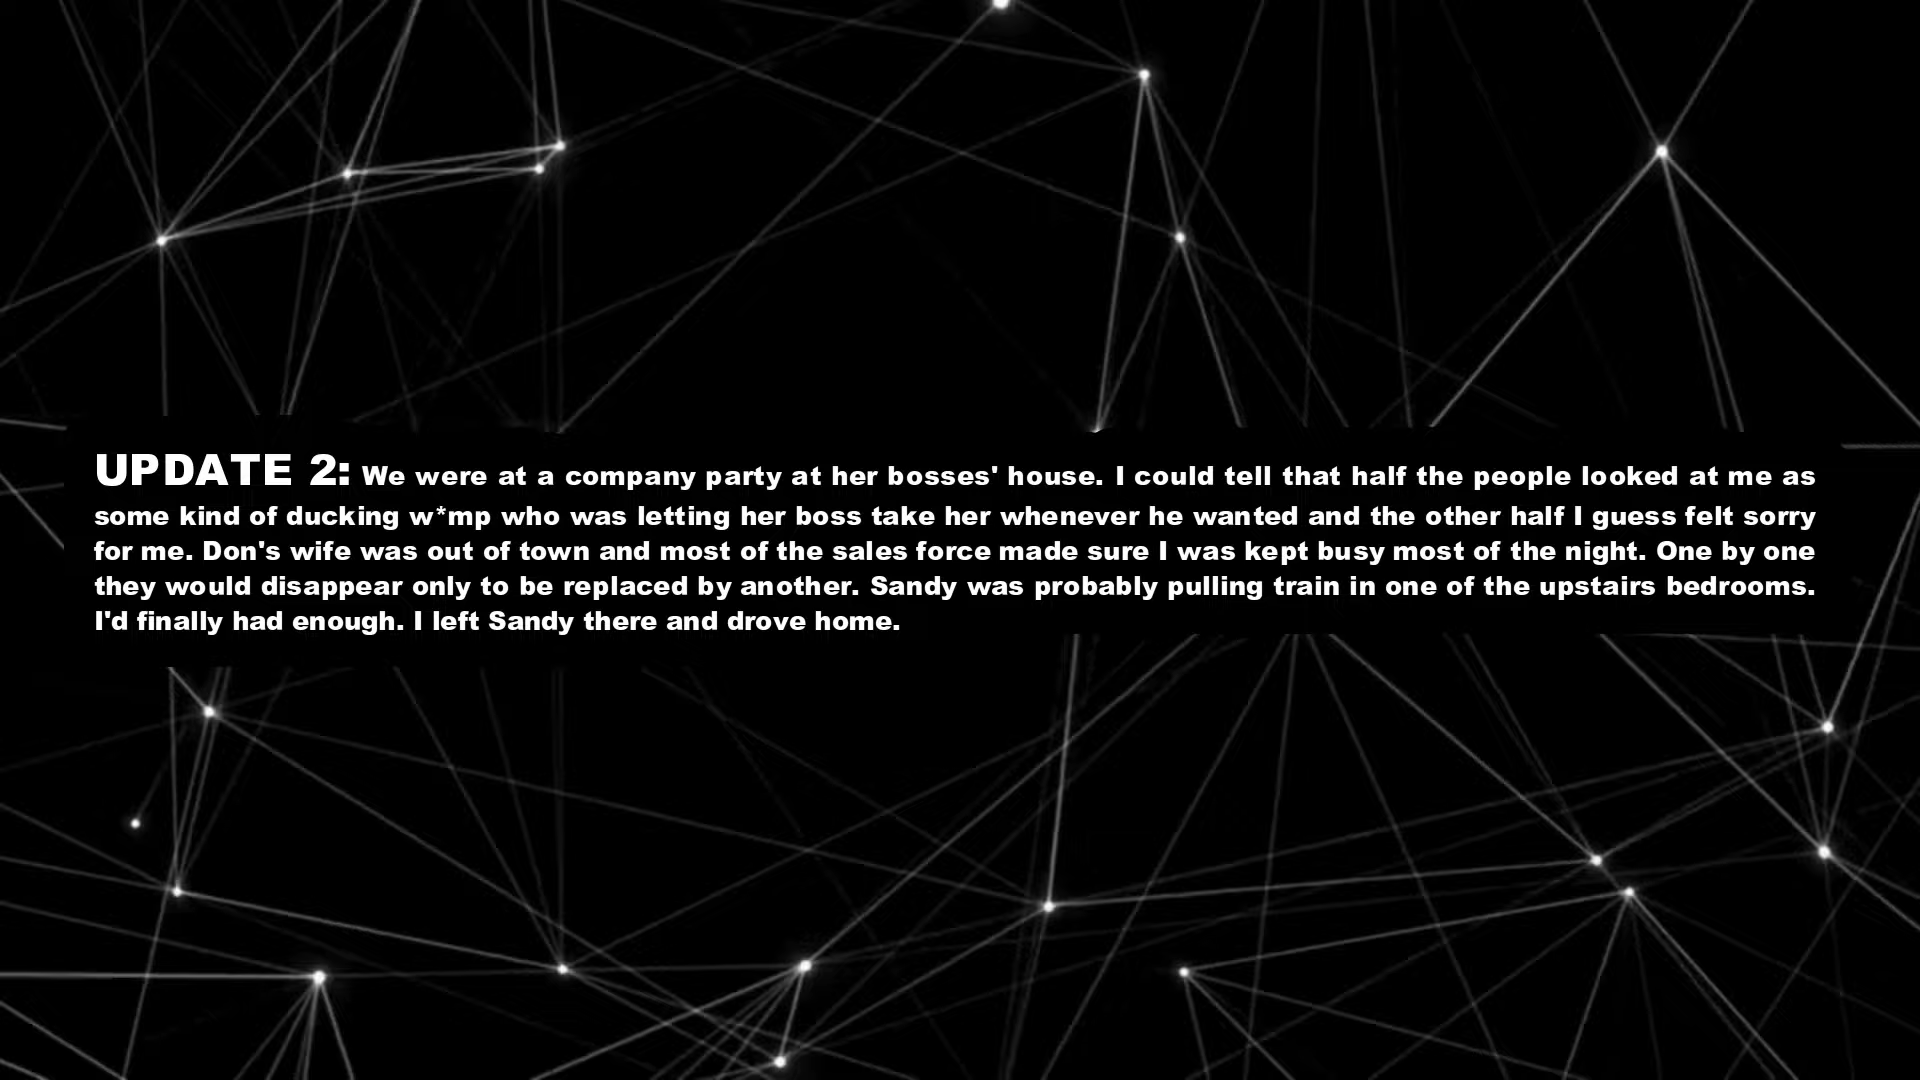 UPDATE 2: We were at a company party at her bosses' house. I could tell that half the people looked at me as
some kind of ducking w*mp who was letting her boss take her whenever he wanted and the other half I guess felt sorry
for me. Don's wife was out of town and most of the sales force made sure I was kept busy most of the night. One by one
they would disappear only to be replaced by another. Sandy was probably pulling train in one of the upstairs bedrooms.
I'd finally had enough. I left Sandy there and drove home.